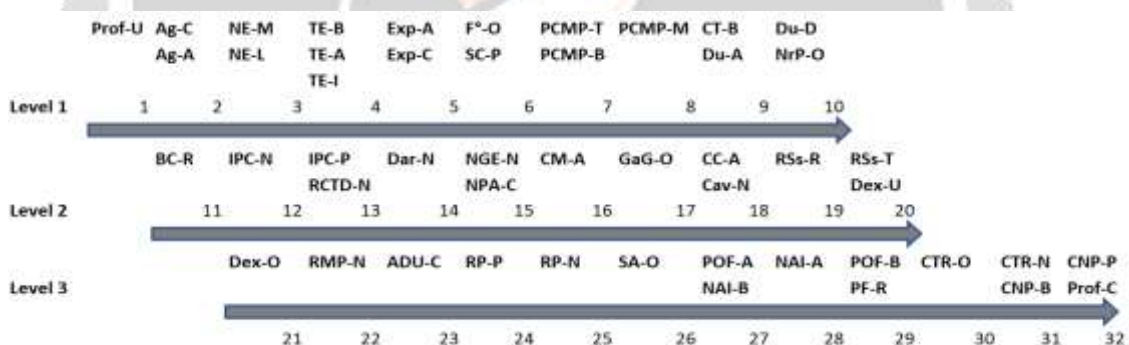 Prof-U Ag-C NE-M TE-B Exp-A F°-O PCMP-T PCMP-M CT-B Du-D
Ag-A NE-L TE-A Exp-C SC-P PCMP-B Du-A NrP-O
TE-I
Level 1 1 2 3 4 5 6 7 8 9 10
BC-R IPC-N IPC-P Dar-N NGE-N CM-A GaG-O CC-A RSs-R RSs-T
RCTD-N NPA-C Cav-N Dex-U
Level 2 11 12 13 14 15 16 17 18 19 20
Dex-O RMP-N ADU-C RP-P RP-N SA-O POF-A NAI-A POF-B CTR-O CTR-N CNP-P
Level 3 NAI-B PF-R CNP-B Prof-C
21 22 23 24 25 26 27 28 29 30 31 32